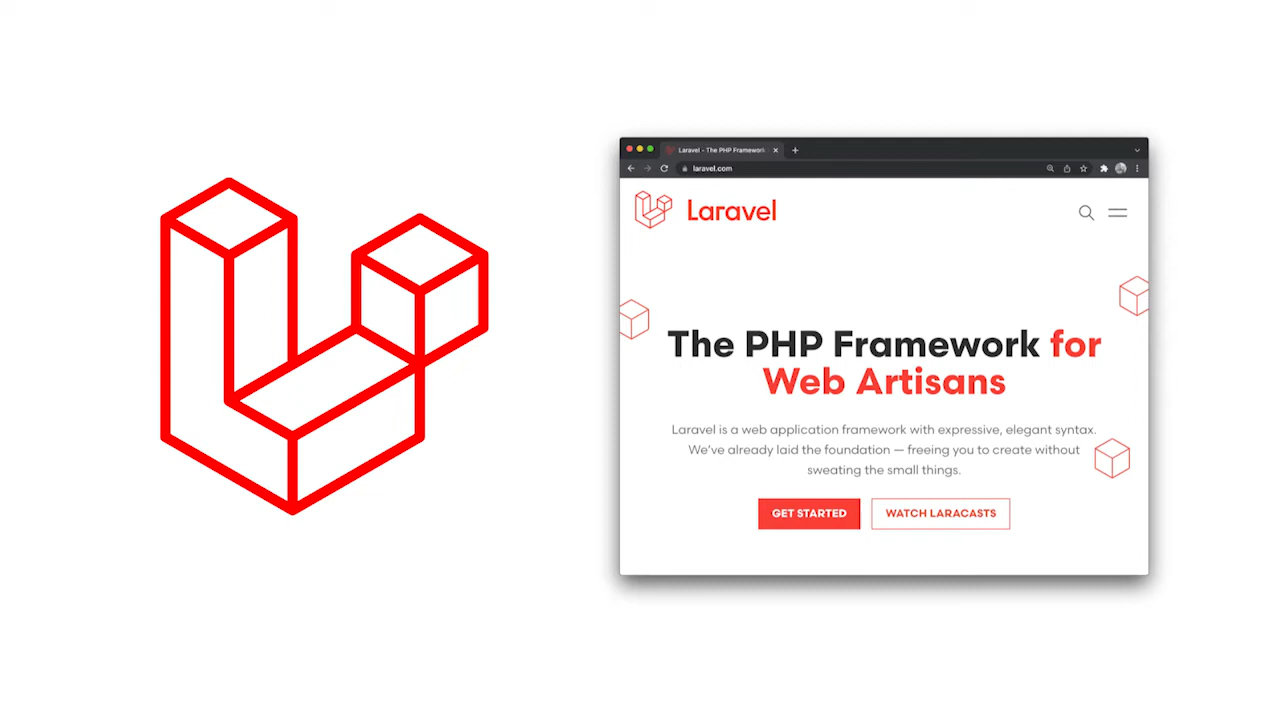 Laravel - The PHP Framework
laravel.com
Laravel
The PHP Framework for
Web Artisans
Laravel is a web application framework with expressive, elegant syntax.
We've already laid the foundation — freeing you to create without
sweating the small things.
GET STARTED
WATCH LARACASTS